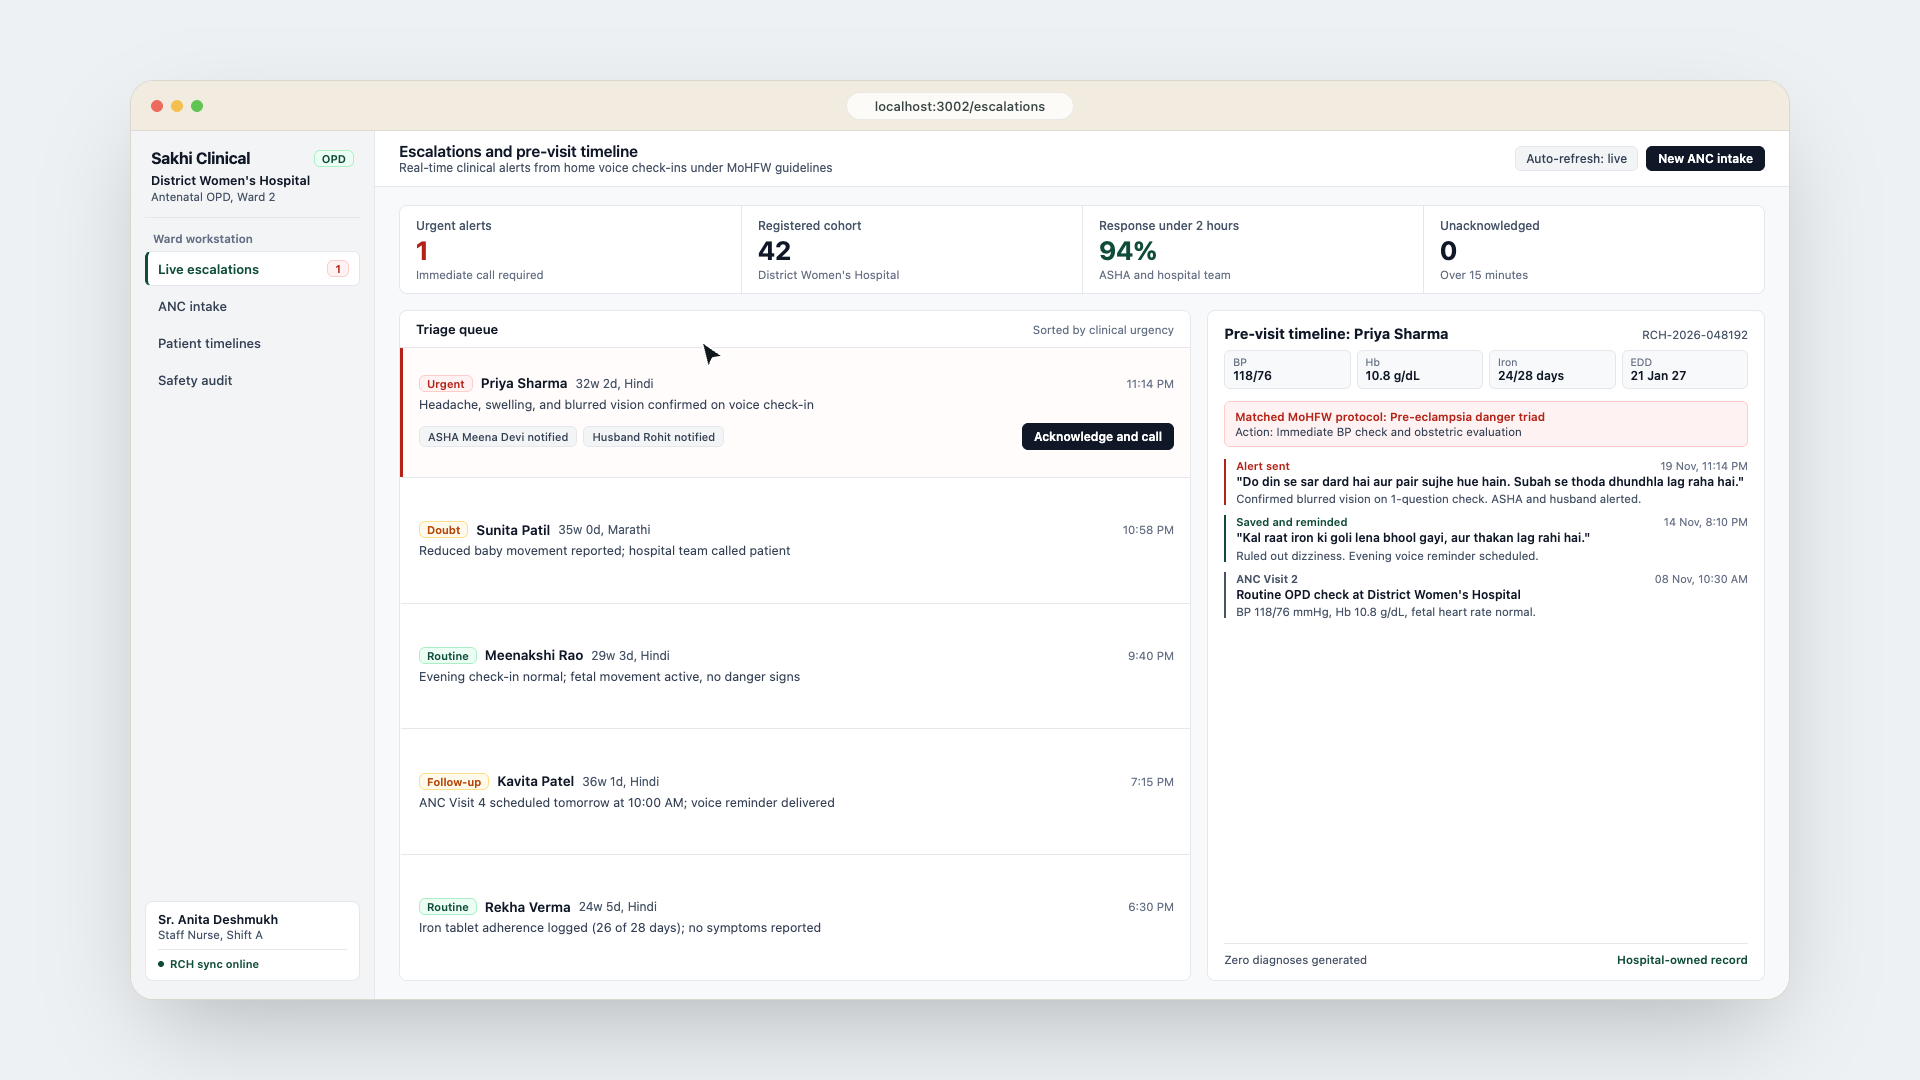 localhost:3002/escalations
Sakhi Clinical
OPD
District Women's Hospital
Antenatal OPD, Ward 2
Ward workstation
Live escalations
1
ANC intake
Patient timelines
Safety audit
Sr. Anita Deshmukh
Staff Nurse, Shift A
RCH sync online
Escalations and pre-visit timeline
Real-time clinical alerts from home voice check-ins under MoHFW guidelines
Auto-refresh: live
New ANC intake
Urgent alerts
1
Immediate call required
Registered cohort
42
District Women's Hospital
Response under 2 hours
94%
ASHA and hospital team
Unacknowledged
0
Over 15 minutes
Triage queue
Sorted by clinical urgency
Urgent Priya Sharma 32w 2d, Hindi 11:14 PM
Headache, swelling, and blurred vision confirmed on voice check-in
ASHA Meena Devi notified
Husband Rohit notified
Acknowledge and call
Doubt Sunita Patil 35w 0d, Marathi 10:58 PM
Reduced baby movement reported; hospital team called patient
Routine Meenakshi Rao 29w 3d, Hindi 9:40 PM
Evening check-in normal; fetal movement active, no danger signs
Follow-up Kavita Patel 36w 1d, Hindi 7:15 PM
ANC Visit 4 scheduled tomorrow at 10:00 AM; voice reminder delivered
Routine Rekha Verma 24w 5d, Hindi 6:30 PM
Iron tablet adherence logged (26 of 28 days); no symptoms reported
Pre-visit timeline: Priya Sharma
RCH-2026-048192
BP
118/76
Hb
10.8 g/dL
Iron
24/28 days
EDD
21 Jan 27
Matched MoHFW protocol: Pre-eclampsia danger triad
Action: Immediate BP check and obstetric evaluation
Alert sent 19 Nov, 11:14 PM
"Do din se sar dard hai aur pair sujhe hue hain. Subah se thoda dhundhla lag raha hai."
Confirmed blurred vision on 1-question check. ASHA and husband alerted.
Saved and reminded 14 Nov, 8:10 PM
"Kal raat iron ki goli lena bhool gayi, aur thakan lag rahi hai."
Ruled out dizziness. Evening voice reminder scheduled.
ANC Visit 2 08 Nov, 10:30 AM
Routine OPD check at District Women's Hospital
BP 118/76 mmHg, Hb 10.8 g/dL, fetal heart rate normal.
Zero diagnoses generated
Hospital-owned record